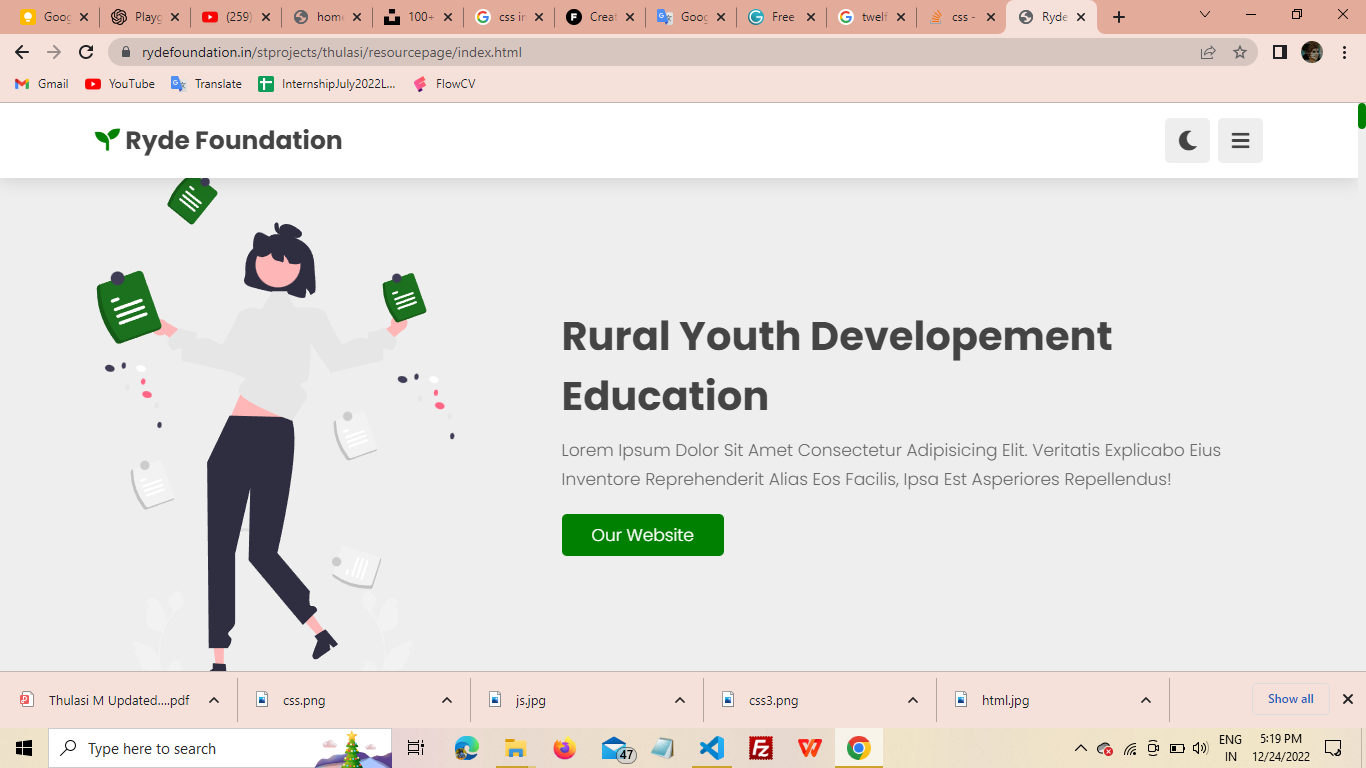 Goog
Playg
(259)
home
100+
css in
Creat
Goog
Free
twelf
css -
Ryde
rydefoundation.in/stprojects/thulasi/resourcepage/index.html
Gmail
YouTube
Translate
InternshipJuly2022L...
FlowCV
Ryde Foundation
Rural Youth Developement
Education
Lorem Ipsum Dolor Sit Amet Consectetur Adipisicing Elit. Veritatis Explicabo Eius
Inventore Reprehenderit Alias Eos Facilis, Ipsa Est Asperiores Repellendus!
Our Website
Thulasi M Updated....pdf
css.png
js.jpg
css3.png
html.jpg
Show all
Type here to search
47
ENG
IN
5:19 PM
12/24/2022